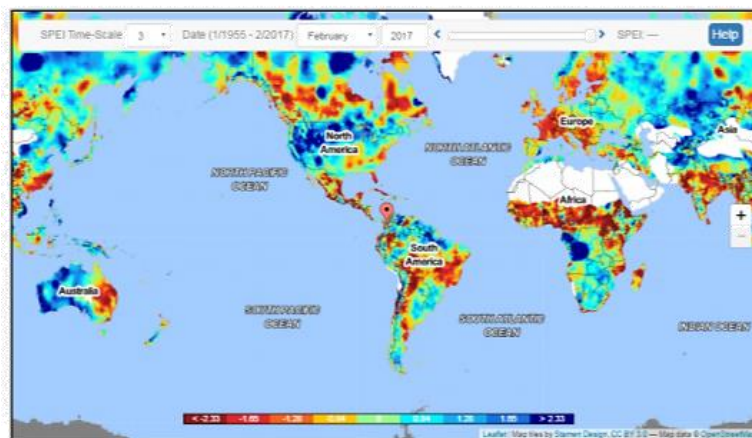 SPEI Time-Scale 3 Date (1/1955 - 2/2017) February 2017 SPEI: — Help
North
America
Europe
Asia
NORTH PACIFIC
OCEAN
NORTH ATLANTIC
OCEAN
Africa
South
America
Australia
SOUTH PACIFIC
OCEAN
SOUTH ATLANTIC
OCEAN
INDIAN OCEAN
+
−
< -2.33 -1.65 -1.28 -0.84 0 0.84 1.28 1.65 > 2.33
Leaflet | Map tiles by Stamen Design, CC BY 3.0 — Map data © OpenStreetMap